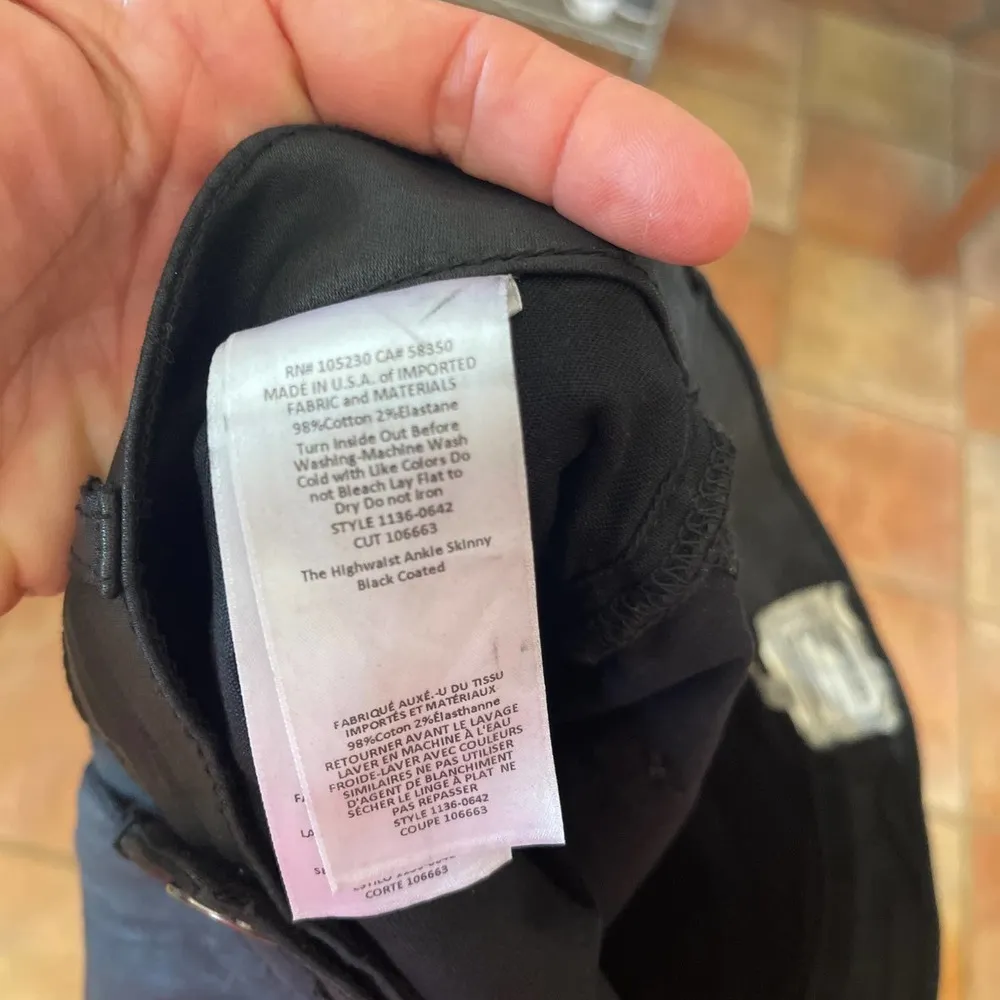 RN# 105230 CA# 58350
MADE IN U.S.A. of IMPORTED
FABRIC and MATERIALS
98%Cotton 2%Elastane
Turn Inside Out Before
Washing-Machine Wash
Cold with Like Colors Do
not Bleach Lay Flat to
Dry Do not Iron
STYLE 1136-0642
CUT 106663
The Highwaist Ankle Skinny
Black Coated
FABRIQUÉ AUXÉ.-U DU TISSU
IMPORTÉS ET MATÉRIAUX
98%Coton 2%Élasthanne
RETOURNER AVANT LE LAVAGE
LAVER EN MACHINE À L'EAU
FROIDE-LAVER AVEC COULEURS
SIMILAIRES NE PAS UTILISER
D'AGENT DE BLANCHIMENT
SÉCHER LE LINGE À PLAT NE
PAS REPASSER
STYLE 1136-0642
COUPE 106663
CORTE 106663